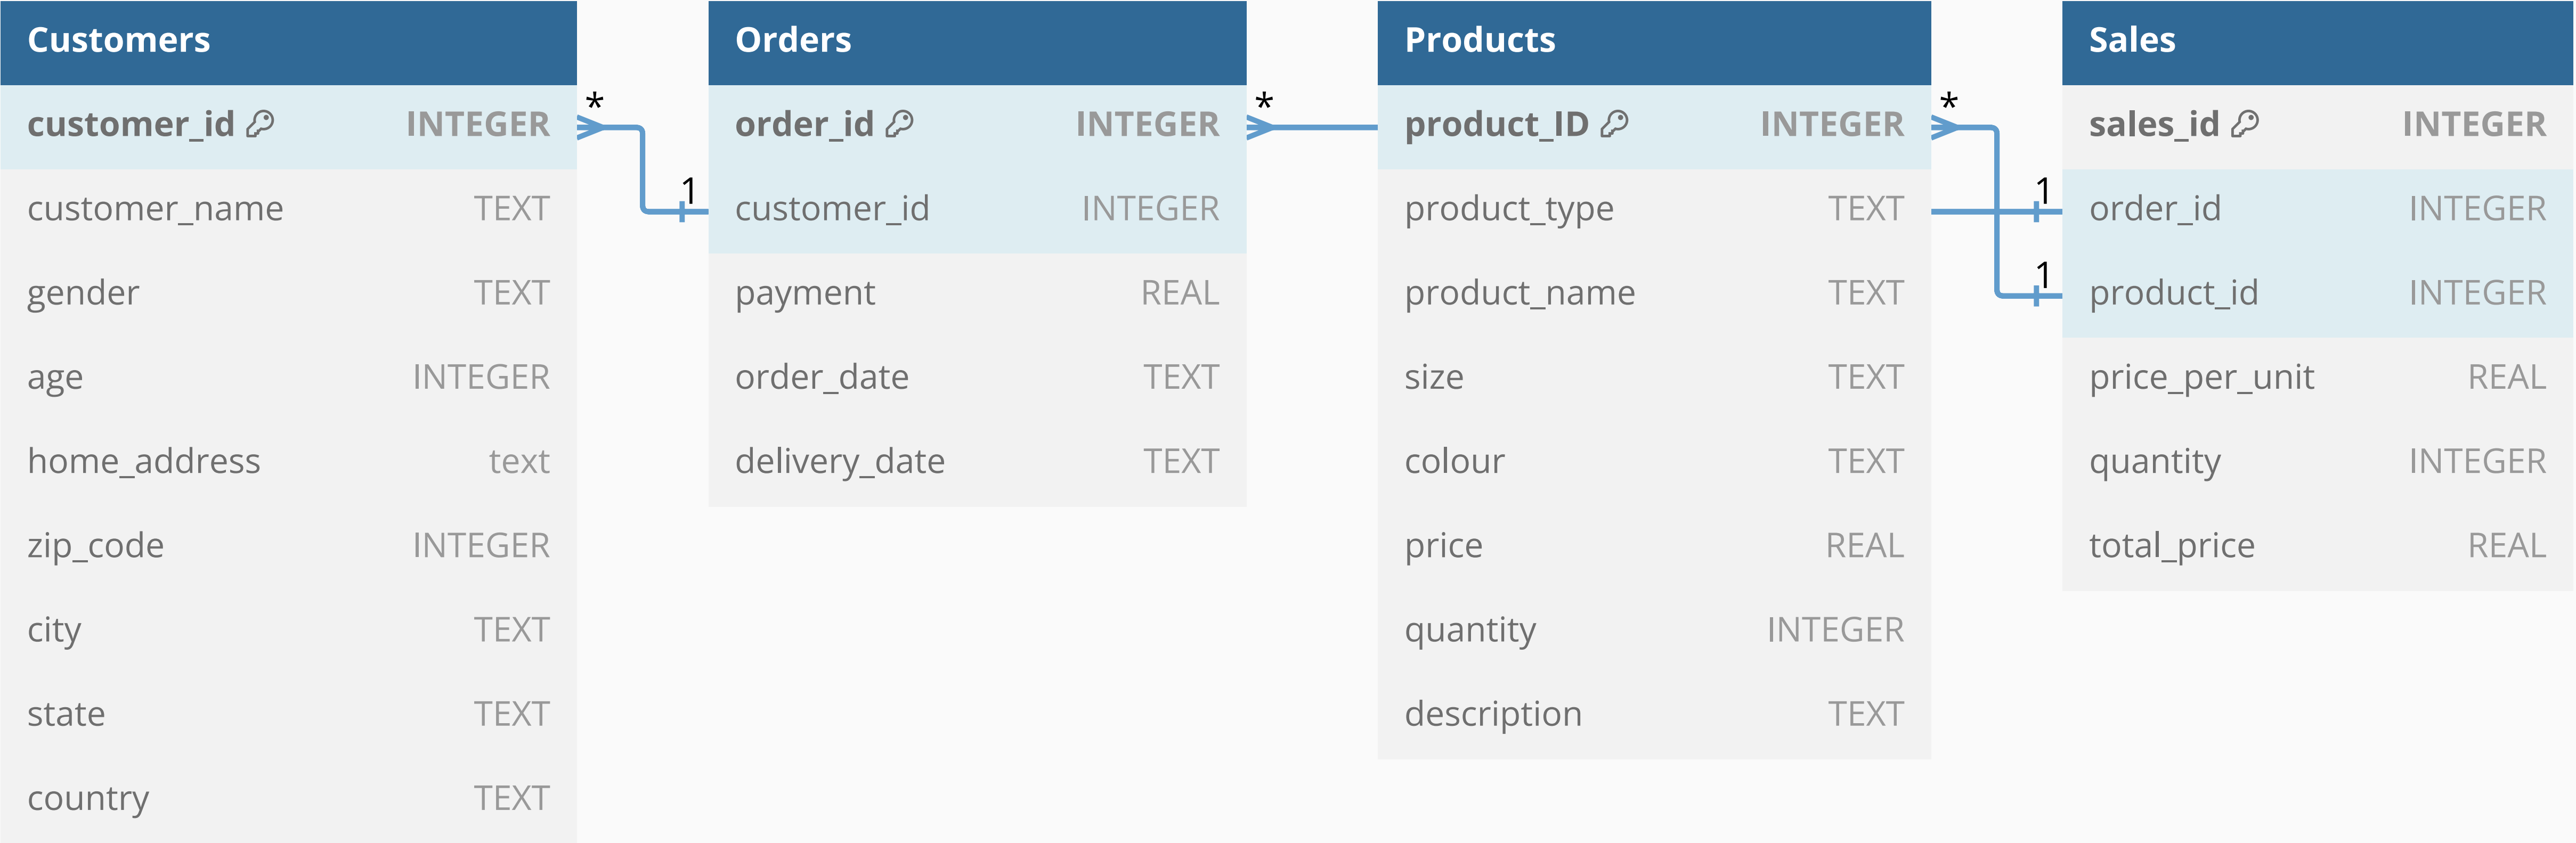 Customers
customer_id INTEGER
customer_name TEXT
gender TEXT
age INTEGER
home_address text
zip_code INTEGER
city TEXT
state TEXT
country TEXT
*
1
Orders
order_id INTEGER
customer_id INTEGER
payment REAL
order_date TEXT
delivery_date TEXT
*
Products
product_ID INTEGER
product_type TEXT
product_name TEXT
size TEXT
colour TEXT
price REAL
quantity INTEGER
description TEXT
*
1
1
Sales
sales_id INTEGER
order_id INTEGER
product_id INTEGER
price_per_unit REAL
quantity INTEGER
total_price REAL